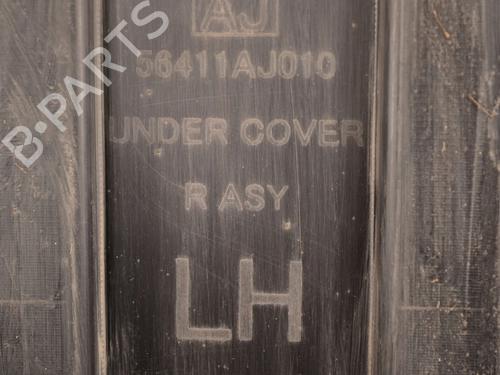 AJ
56411AJ010
UNDER COVER
R ASY
LH
B-PARTS